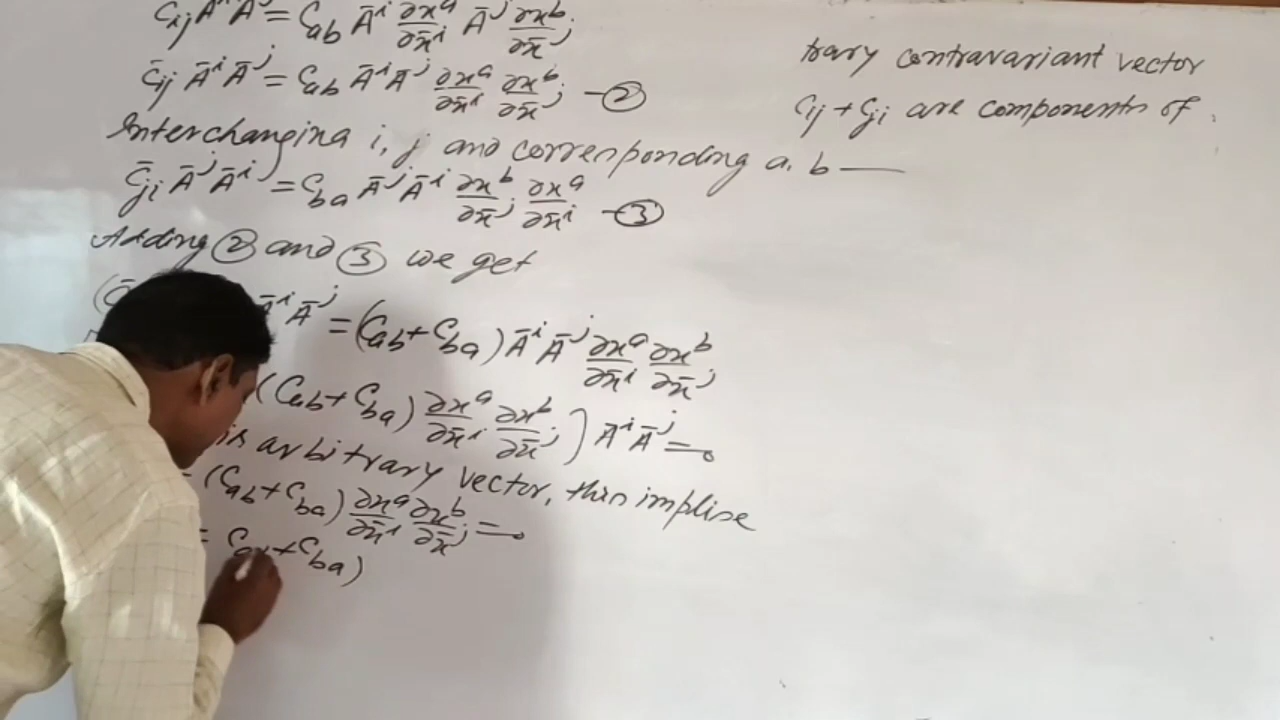 C̄ij Āⁱ Āʲ = Cab Āⁱ ∂xᵃ/∂x̄ⁱ Āʲ ∂xᵇ/∂x̄ʲ
C̄ij Āⁱ Āʲ = Cab Āⁱ Āʲ ∂xᵃ/∂x̄ⁱ ∂xᵇ/∂x̄ʲ —②
Interchanging i, j and corresponding a, b —
C̄ji Āʲ Āⁱ = Cba Āʲ Āⁱ ∂xᵇ/∂x̄ʲ ∂xᵃ/∂x̄ⁱ —③
Adding ② and ③ we get
Āⁱ Āʲ = (Cab + Cba) Āⁱ Āʲ ∂xᵃ/∂x̄ⁱ ∂xᵇ/∂x̄ʲ
(Cab + Cba) ∂xᵃ/∂x̄ⁱ ∂xᵇ/∂x̄ʲ ] Āⁱ Āʲ = 0
is arbitrary vector, this implise
- (Cab + Cba) ∂xᵃ/∂x̄ⁱ ∂xᵇ/∂x̄ʲ = 0
= + Cba)
trary contravariant vector
Cij + Cji are components of